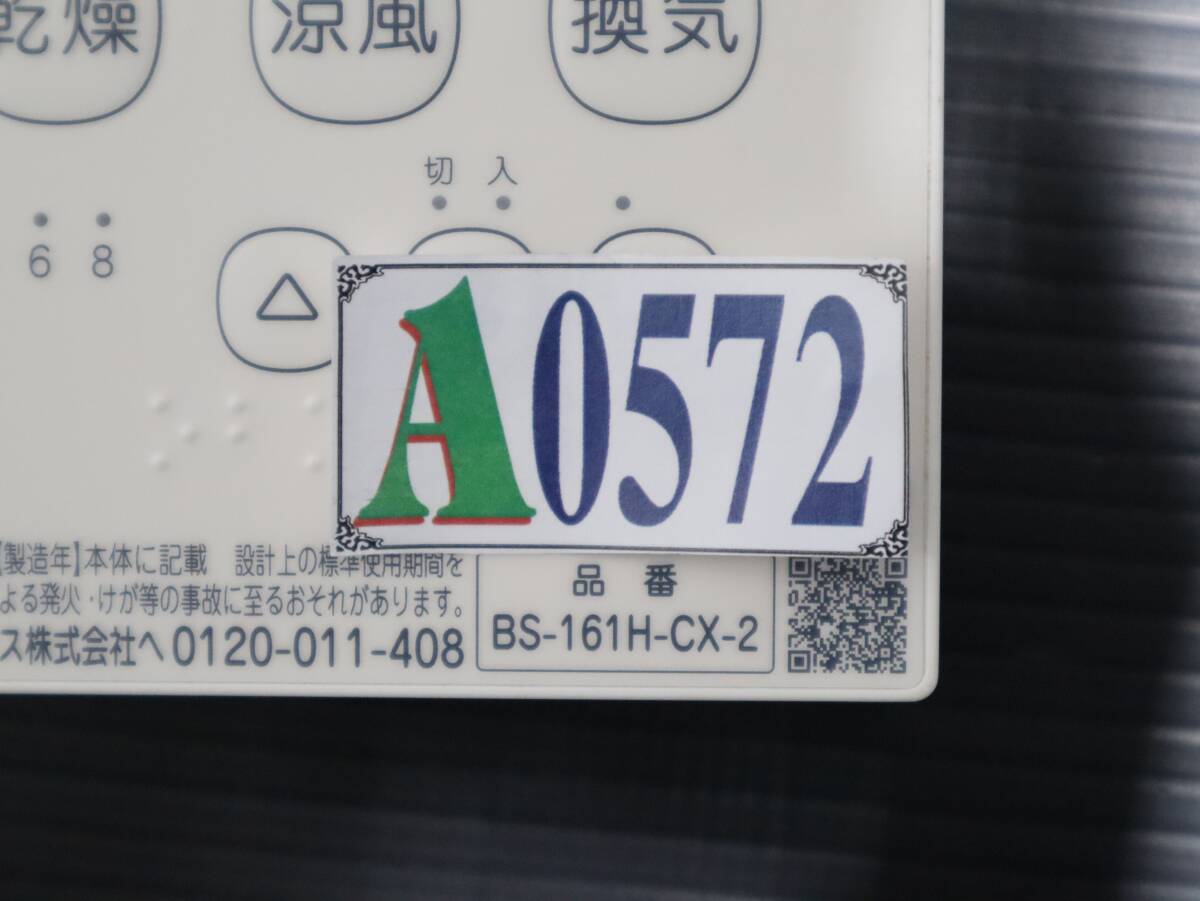 乾燥 涼風 換気
切 入
6 8
A0572
【製造年】本体に記載 設計上の標準使用期間を
よる発火・けが等の事故に至るおそれがあります。
ス株式会社へ 0120-011-408
品番
BS-161H-CX-2